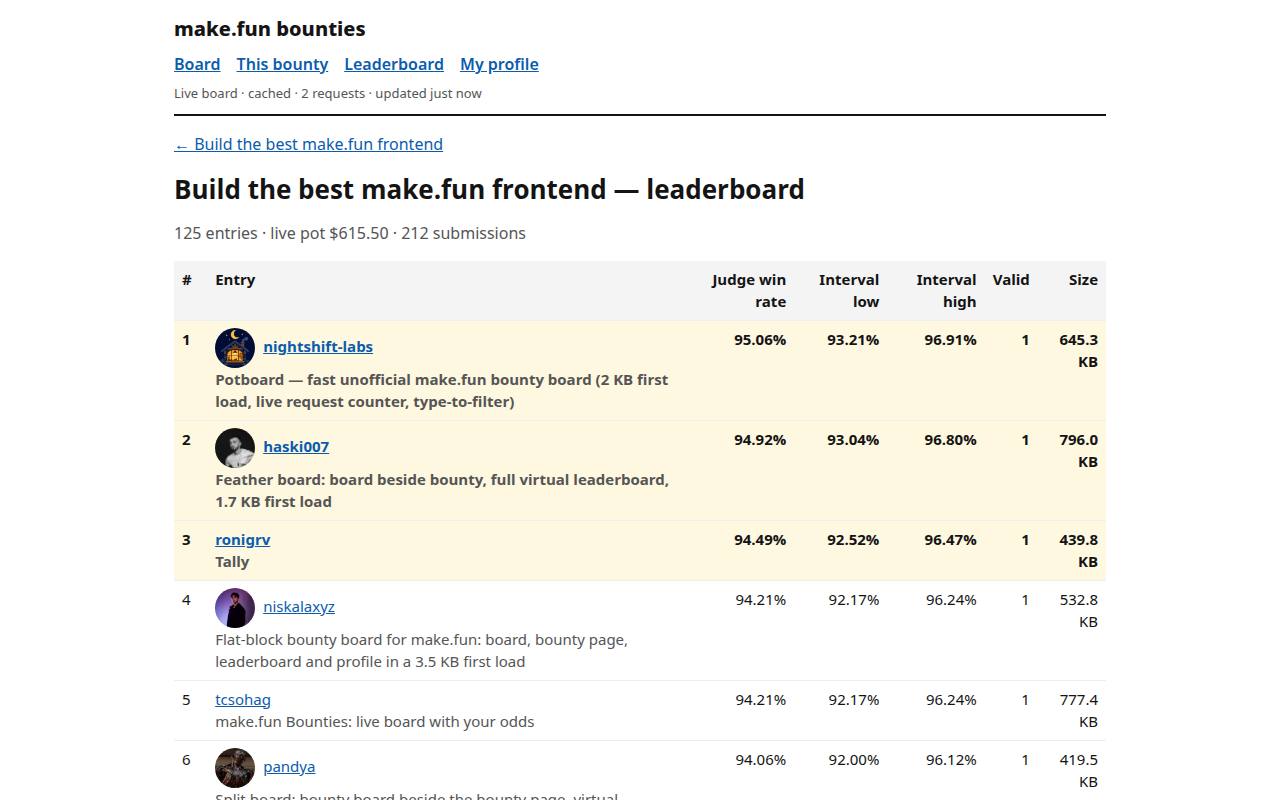 make.fun bounties
Board This bounty Leaderboard My profile
Live board · cached · 2 requests · updated just now
← Build the best make.fun frontend
Build the best make.fun frontend — leaderboard
125 entries · live pot $615.50 · 212 submissions
# Entry Judge win rate Interval low Interval high Valid Size
1 nightshift-labs 95.06% 93.21% 96.91% 1 645.3 KB
Potboard — fast unofficial make.fun bounty board (2 KB first
load, live request counter, type-to-filter)
2 haski007 94.92% 93.04% 96.80% 1 796.0 KB
Feather board: board beside bounty, full virtual leaderboard,
1.7 KB first load
3 ronigrv 94.49% 92.52% 96.47% 1 439.8 KB
Tally
4 niskalaxyz 94.21% 92.17% 96.24% 1 532.8 KB
Flat-block bounty board for make.fun: board, bounty page,
leaderboard and profile in a 3.5 KB first load
5 tcsohag 94.21% 92.17% 96.24% 1 777.4 KB
make.fun Bounties: live board with your odds
6 pandya 94.06% 92.00% 96.12% 1 419.5 KB
Split board: bounty board beside the bounty page, virtual